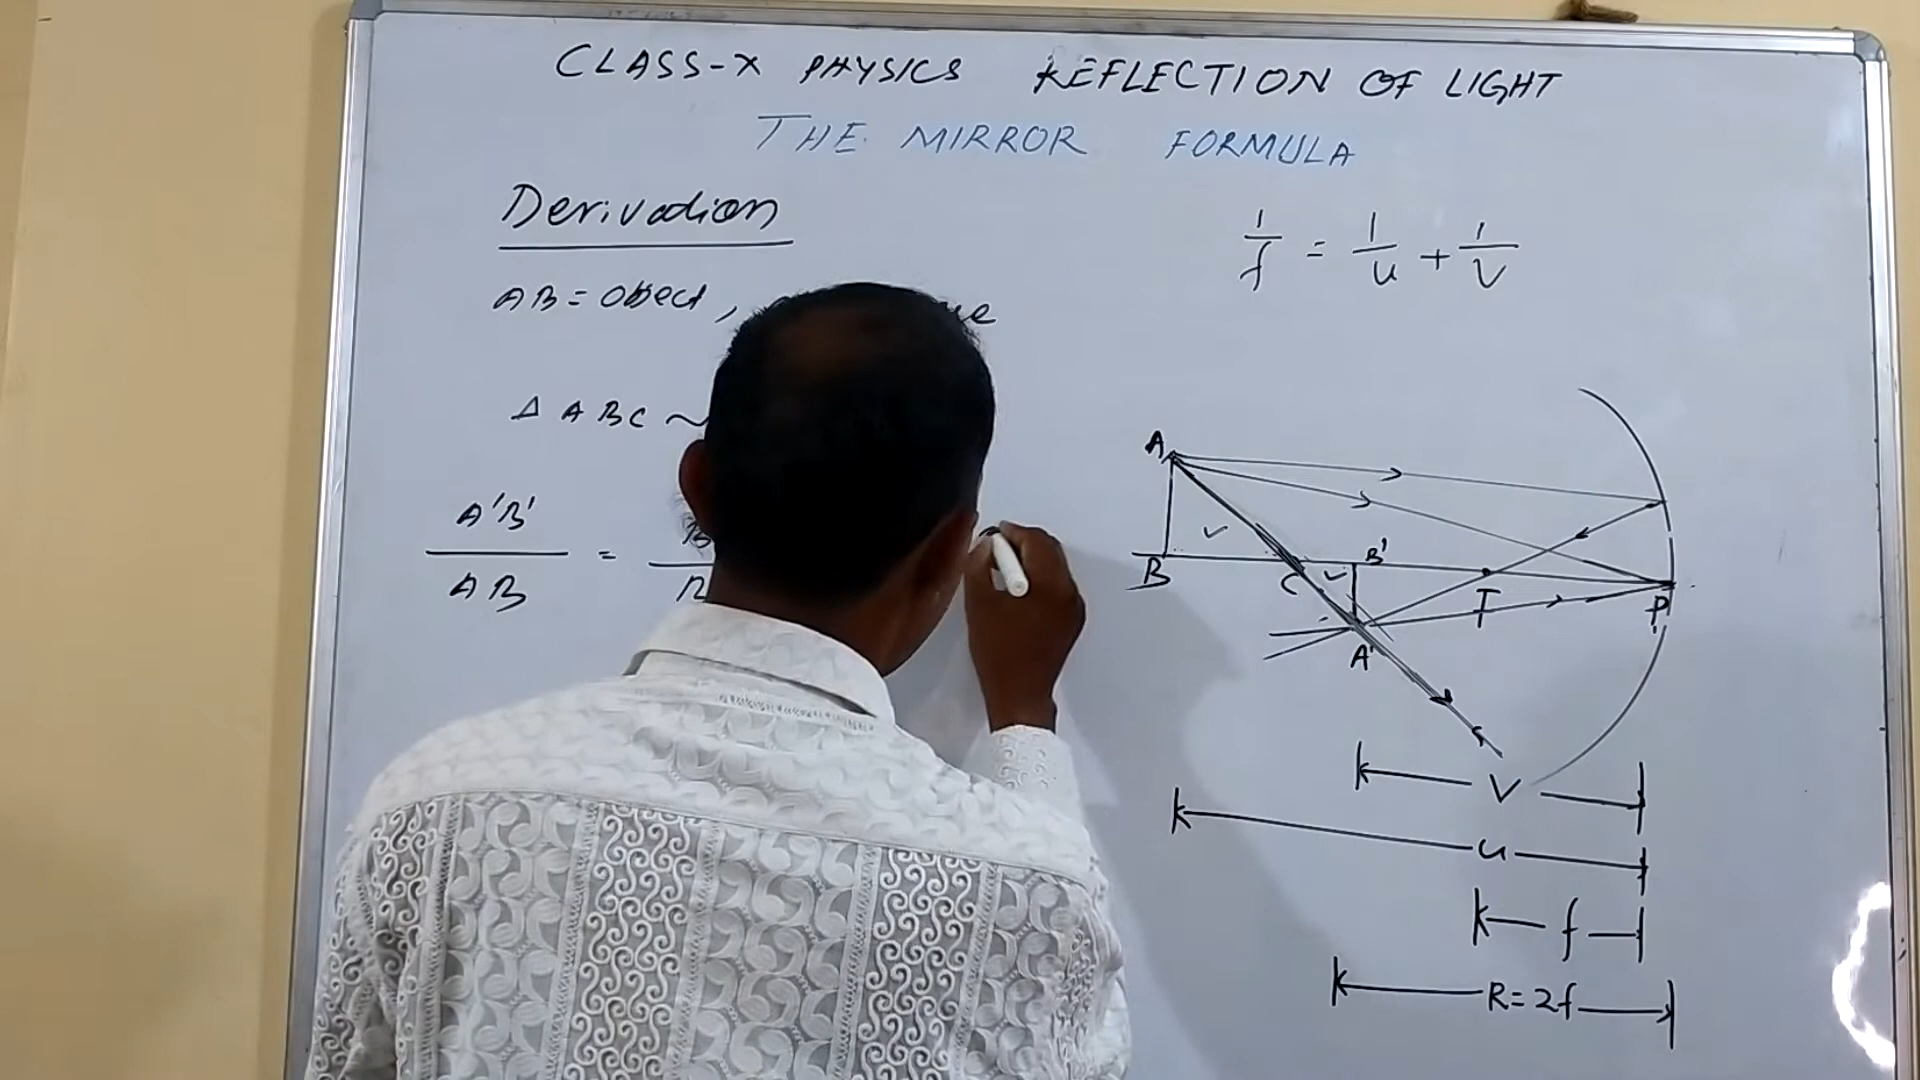 CLASS-X PHYSICS REFLECTION OF LIGHT
THE MIRROR FORMULA
Derivation
1/f = 1/u + 1/v
AB = object,
Δ ABC ~
A'B'/AB =
A
B
C
B'
A'
F
P
V
u
f
R=2f